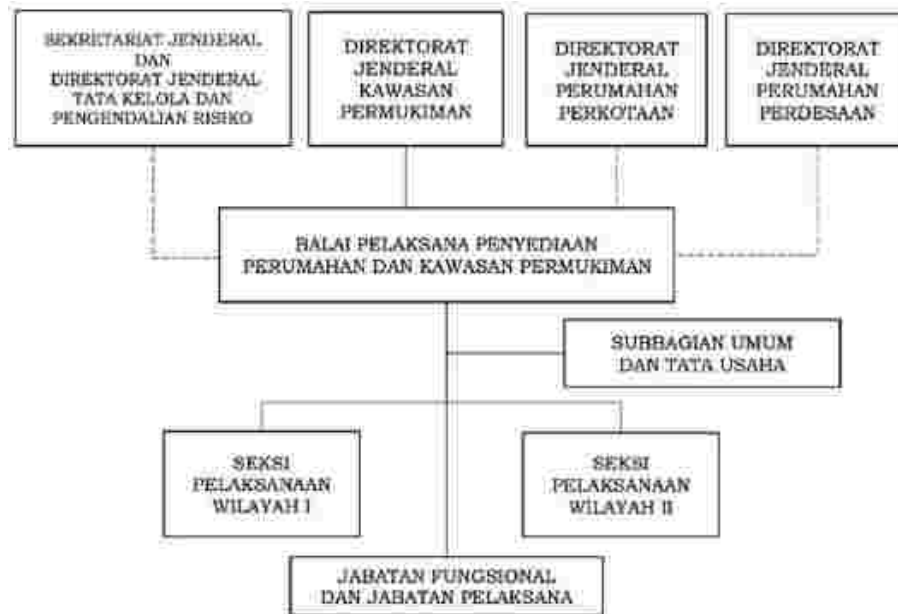 SEKRETARIAT JENDERAL
DAN
DIREKTORAT JENDERAL
TATA KELOLA DAN
PENGENDALIAN RISIKO
DIREKTORAT
JENDERAL
KAWASAN
PERMUKIMAN
DIREKTORAT
JENDERAL
PERUMAHAN
PERKOTAAN
DIREKTORAT
JENDERAL
PERUMAHAN
PERDESAAN
BALAI PELAKSANA PENYEDIAAN
PERUMAHAN DAN KAWASAN PERMUKIMAN
SUBBAGIAN UMUM
DAN TATA USAHA
SEKSI
PELAKSANAAN
WILAYAH I
SEKSI
PELAKSANAAN
WILAYAH II
JABATAN FUNGSIONAL
DAN JABATAN PELAKSANA